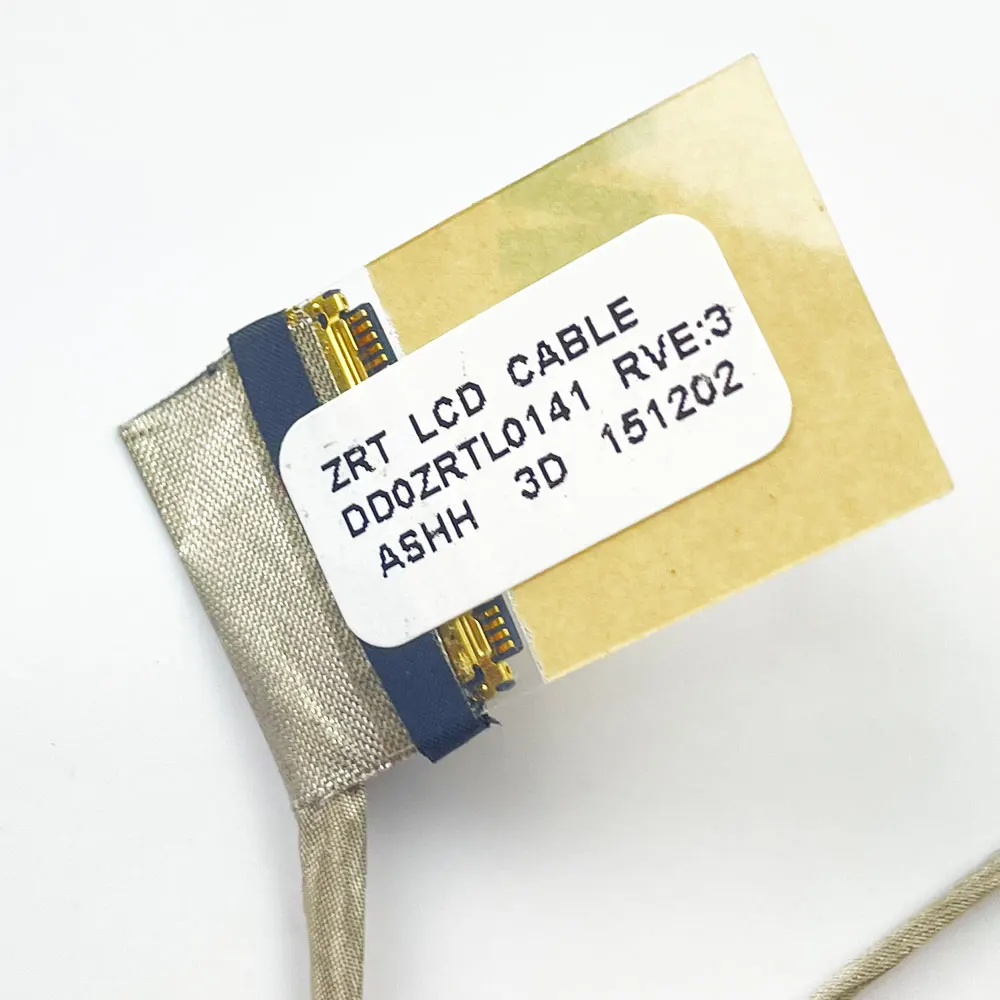 ZRT LCD CABLE
DD0ZRTL0141 RVE:3
ASHH 3D 151202